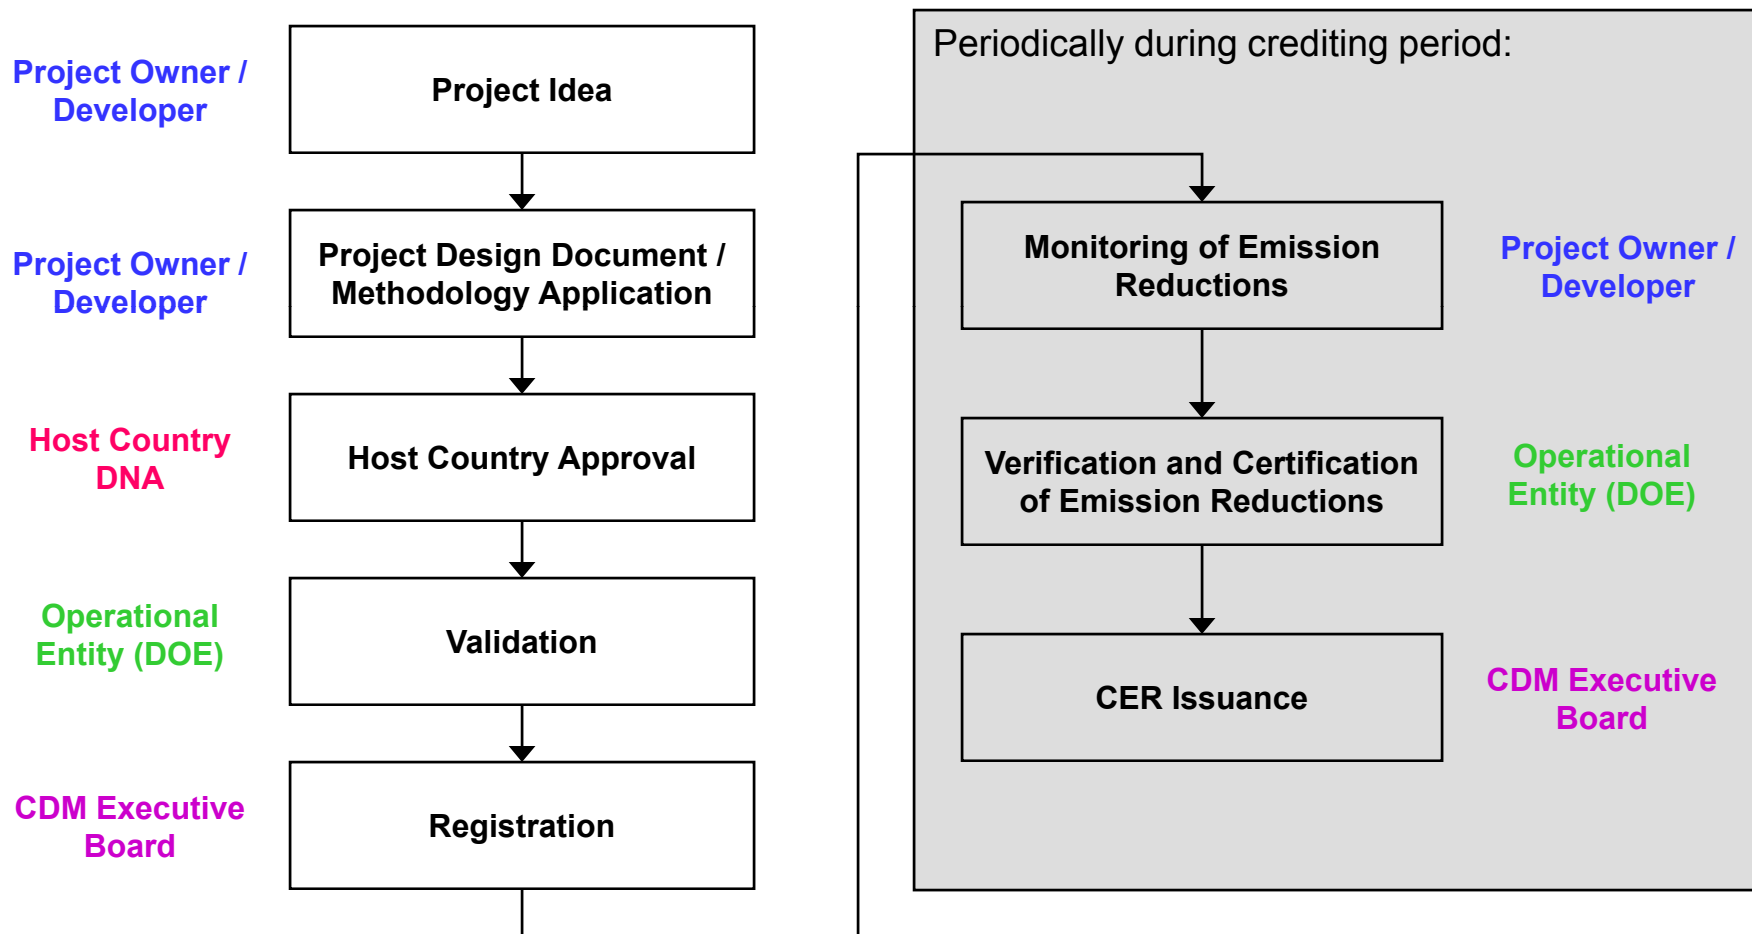 Project Owner /
Developer
Project Idea
Project Owner /
Developer
Project Design Document /
Methodology Application
Host Country
DNA
Host Country Approval
Operational
Entity (DOE)
Validation
CDM Executive
Board
Registration
Periodically during crediting period:
Monitoring of Emission
Reductions
Project Owner /
Developer
Verification and Certification
of Emission Reductions
Operational
Entity (DOE)
CER Issuance
CDM Executive
Board